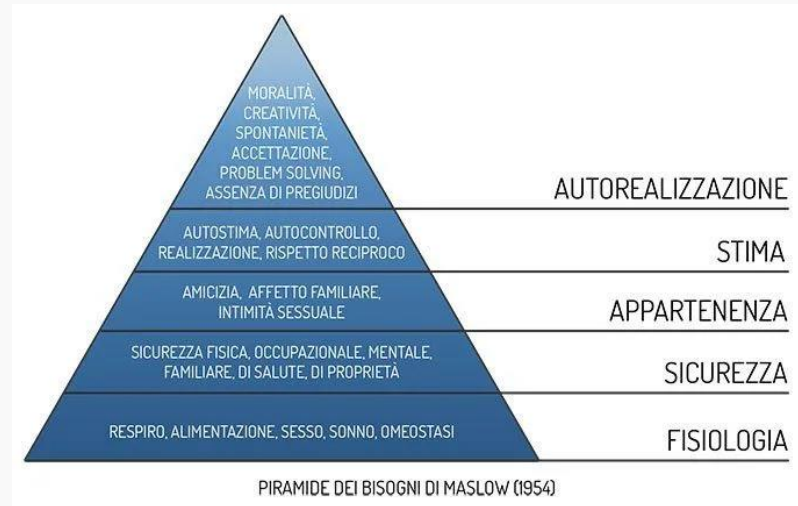 MORALITÀ,
CREATIVITÀ,
SPONTANIETÀ,
ACCETTAZIONE,
PROBLEM SOLVING,
ASSENZA DI PREGIUDIZI
AUTOREALIZZAZIONE
AUTOSTIMA, AUTOCONTROLLO,
REALIZZAZIONE, RISPETTO RECIPROCO
STIMA
AMICIZIA, AFFETTO FAMILIARE,
INTIMITÀ SESSUALE
APPARTENENZA
SICUREZZA FISICA, OCCUPAZIONALE, MENTALE,
FAMILIARE, DI SALUTE, DI PROPRIETÀ
SICUREZZA
RESPIRO, ALIMENTAZIONE, SESSO, SONNO, OMEOSTASI
FISIOLOGIA
PIRAMIDE DEI BISOGNI DI MASLOW (1954)